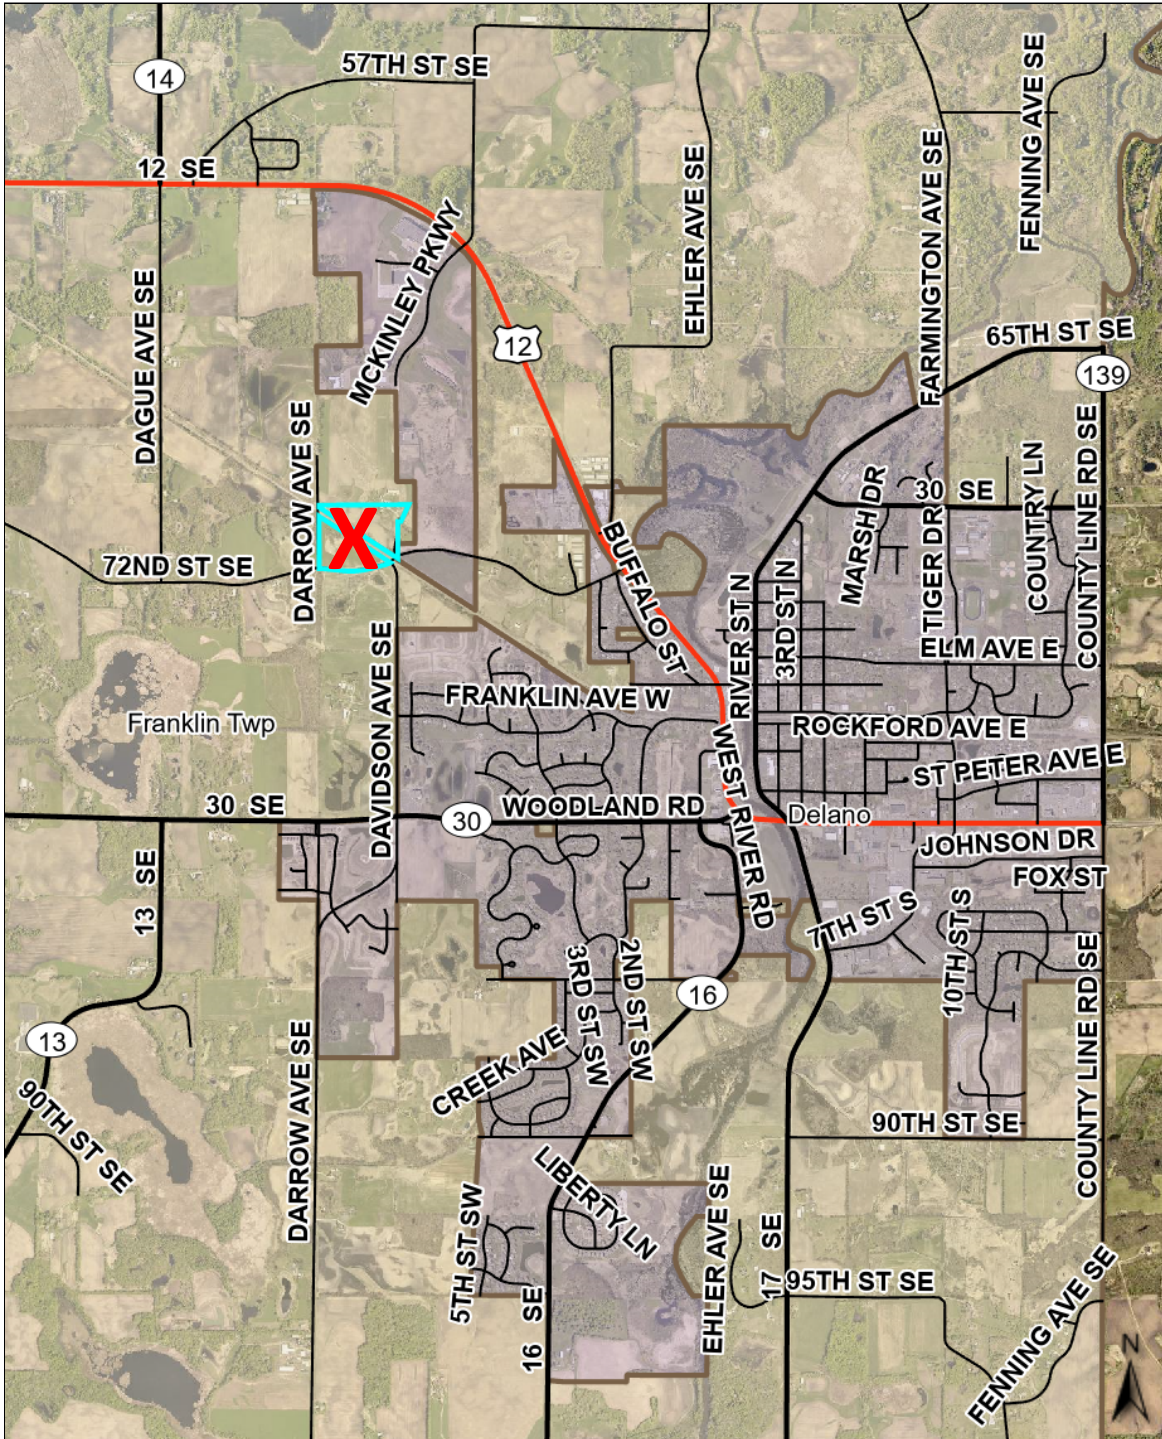 57TH ST SE
14
FENNING AVE SE
12 SE
EHLER AVE SE
FARMINGTON AVE SE
MCKINLEY PKWY
DAGUE AVE SE
12
65TH ST SE
139
DARROW AVE SE
COUNTRY LN
COUNTY LINE RD SE
MARSH DR
30 SE
TIGER DR
X
72ND ST SE
BUFFALO ST
RIVER ST N
3RD ST N
ELM AVE E
DAVIDSON AVE SE
FRANKLIN AVE W
Franklin Twp
ROCKFORD AVE E
WEST RIVER RD
ST PETER AVE E
30 SE
WOODLAND RD
30
Delano
JOHNSON DR
13 SE
FOX ST
7TH ST S
10TH ST S
3RD ST SW
2ND ST SW
16
COUNTY LINE RD SE
13
DARROW AVE SE
CREEK AVE
90TH ST SE
90TH ST SE
LIBERTY LN
5TH ST SW
EHLER AVE SE
17 SE
95TH ST SE
16 SE
FENNING AVE SE
N